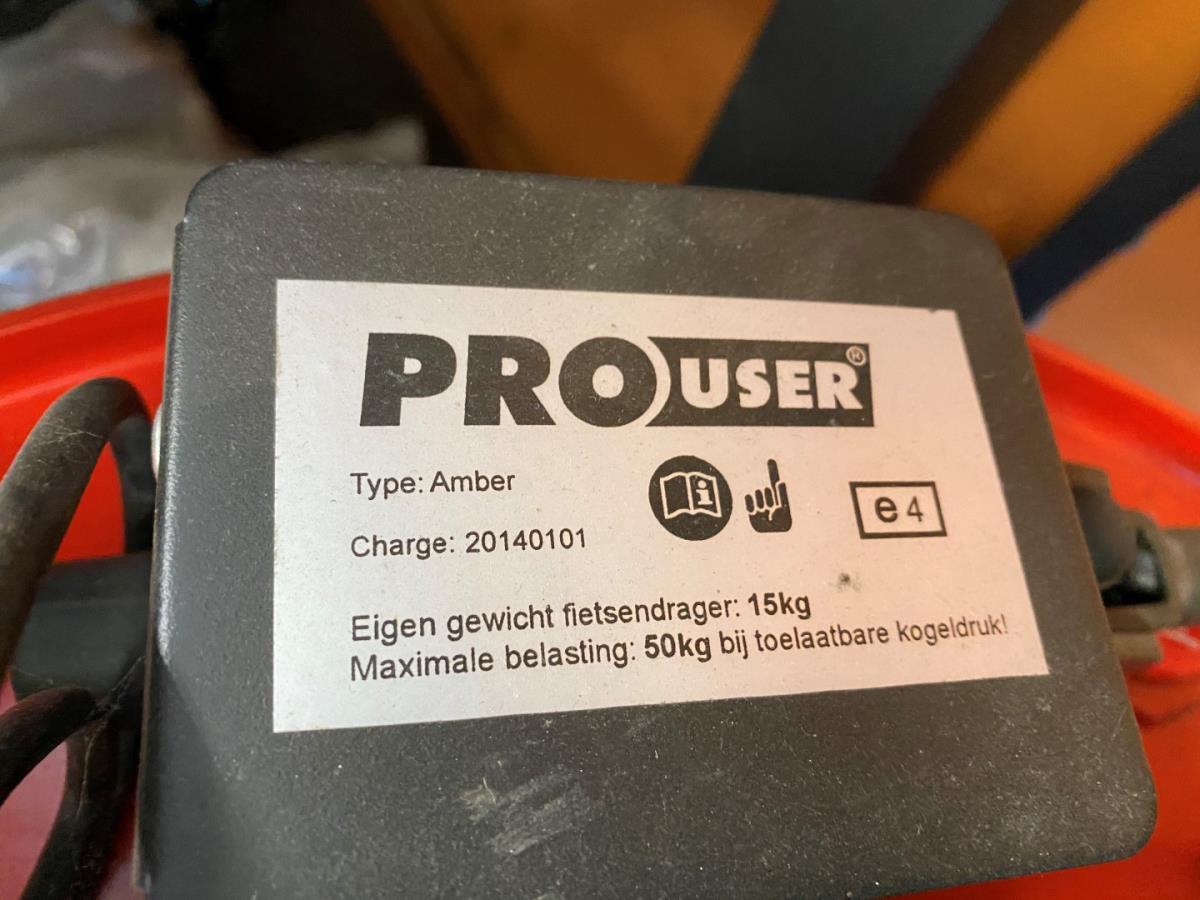 PROUSER®
Type: Amber
e4
Charge: 20140101
Eigen gewicht fietsendrager: 15kg
Maximale belasting: 50kg bij toelaatbare kogeldruk!